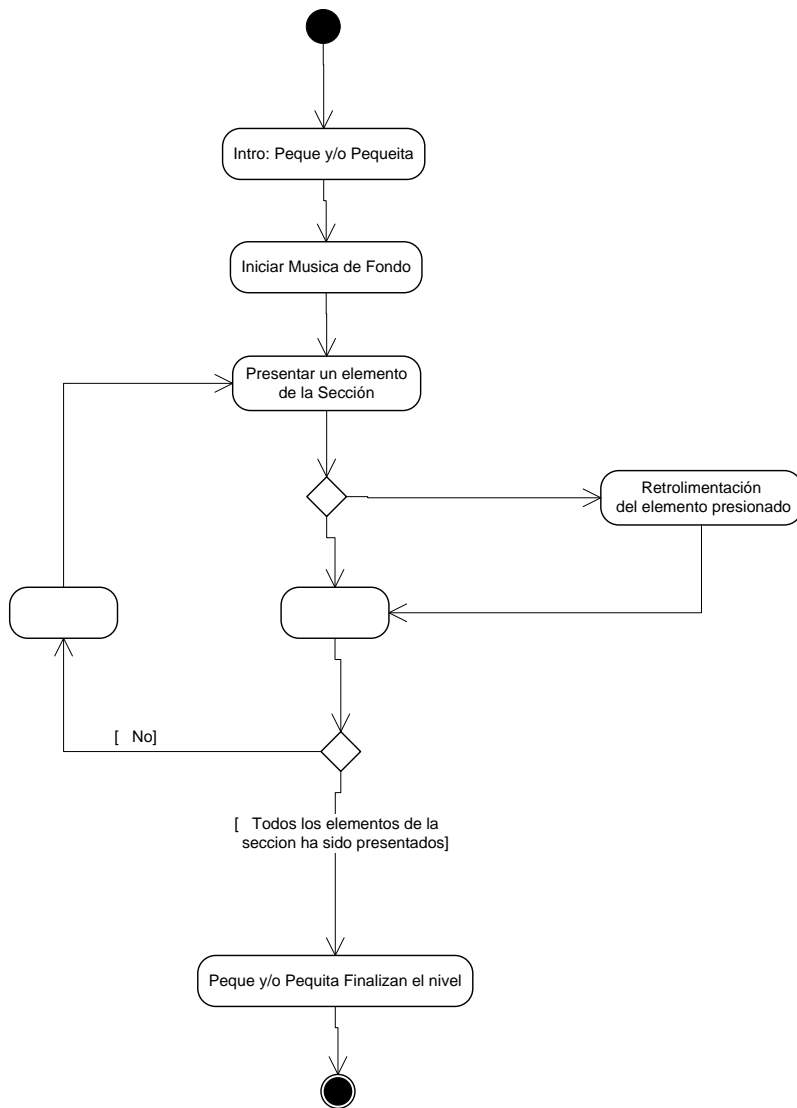 Intro: Peque y/o Pequeita
Iniciar Musica de Fondo
Presentar un elemento
de la Sección
Retrolimentación
del elemento presionado
[ No]
[ Todos los elementos de la
seccion ha sido presentados]
Peque y/o Pequita Finalizan el nivel